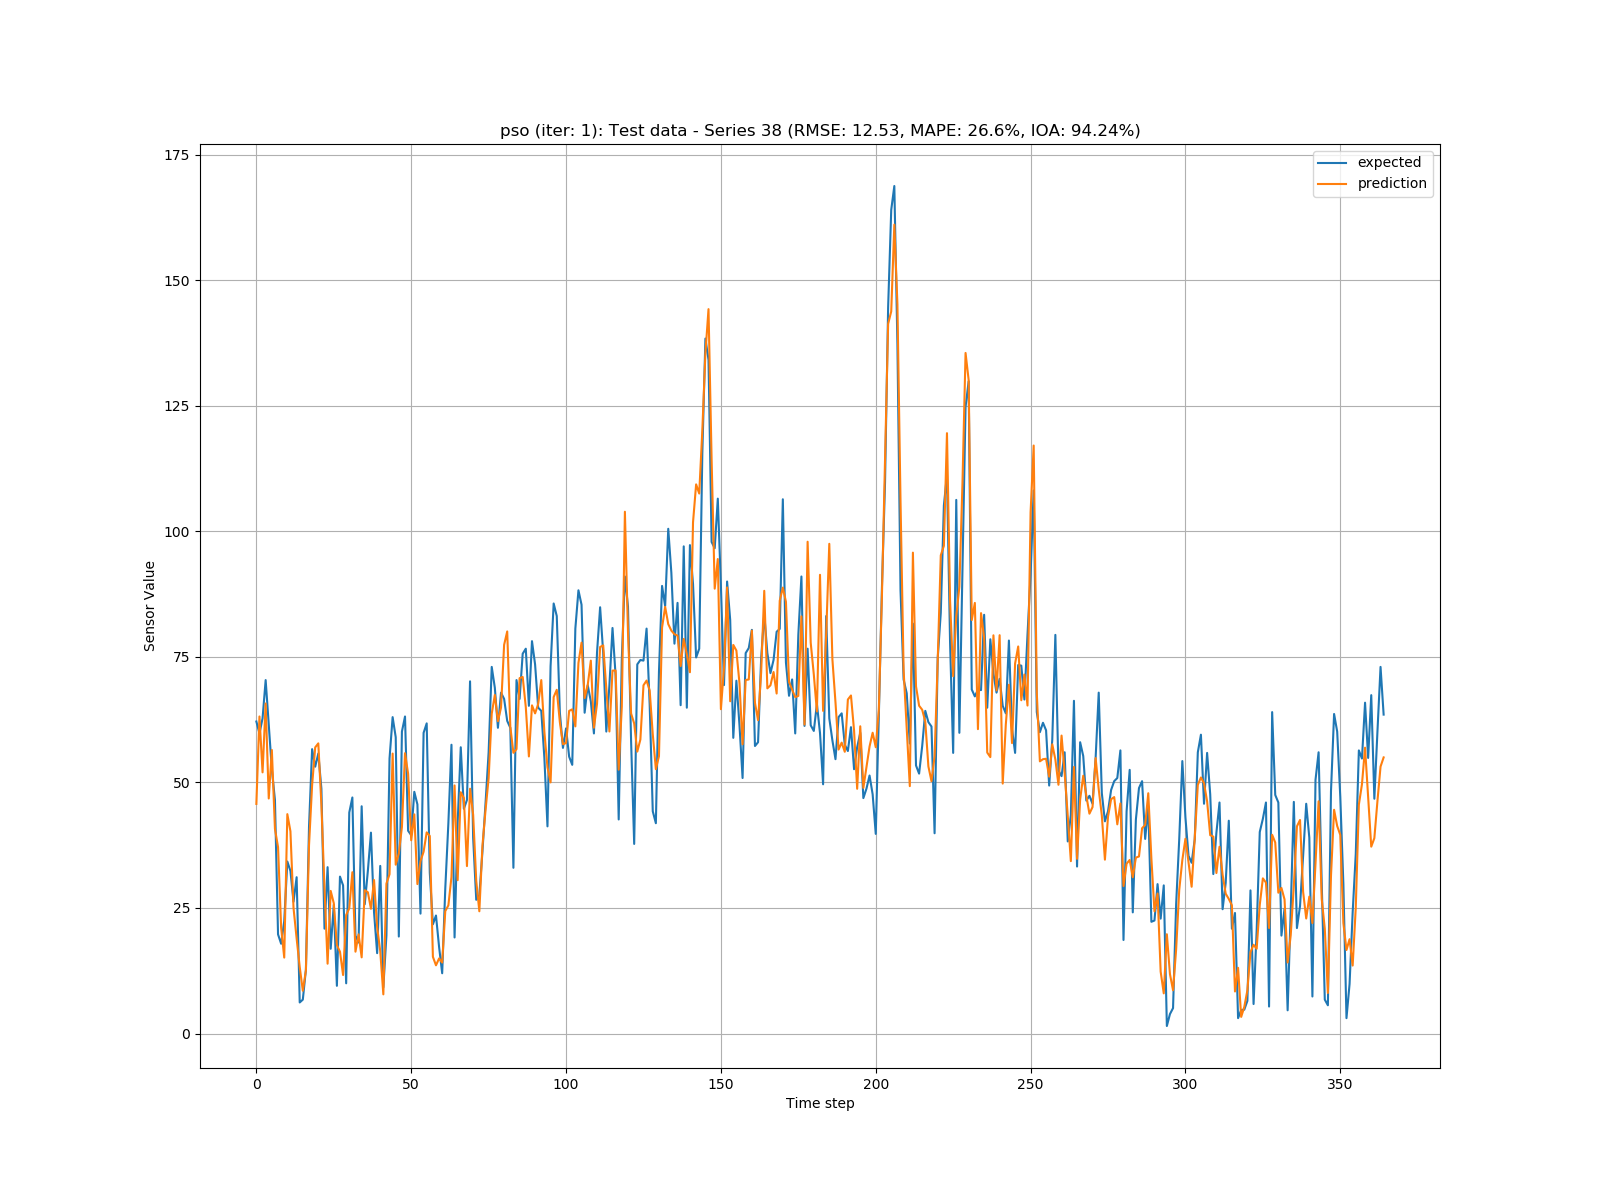 pso (iter: 1): Test data - Series 38 (RMSE: 12.53, MAPE: 26.6%, IOA: 94.24%)
expected
prediction
Sensor Value
175
150
125
100
75
50
25
0
0 50 100 150 200 250 300 350
Time step